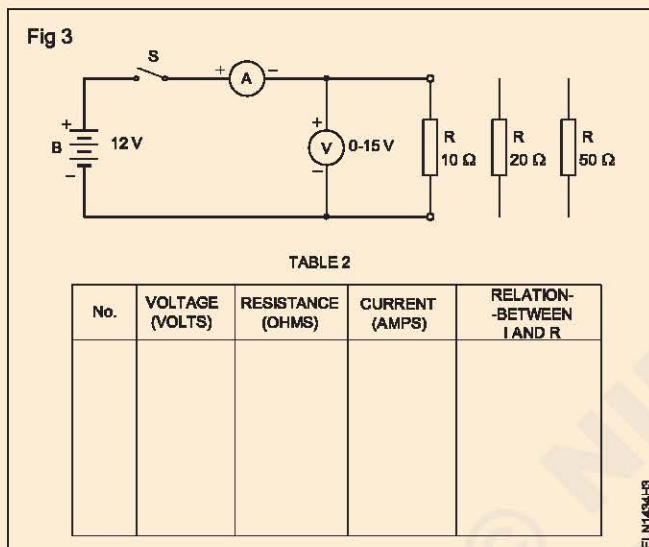 Fig 3
S
+ A -
+
B 12 V
-
+
V 0-15 V
-
R
10 Ω
R
20 Ω
R
50 Ω
TABLE 2
No.
VOLTAGE
(VOLTS)
RESISTANCE
(OHMS)
CURRENT
(AMPS)
RELATION-
-BETWEEN
I AND R
ELN1434H3
© NI